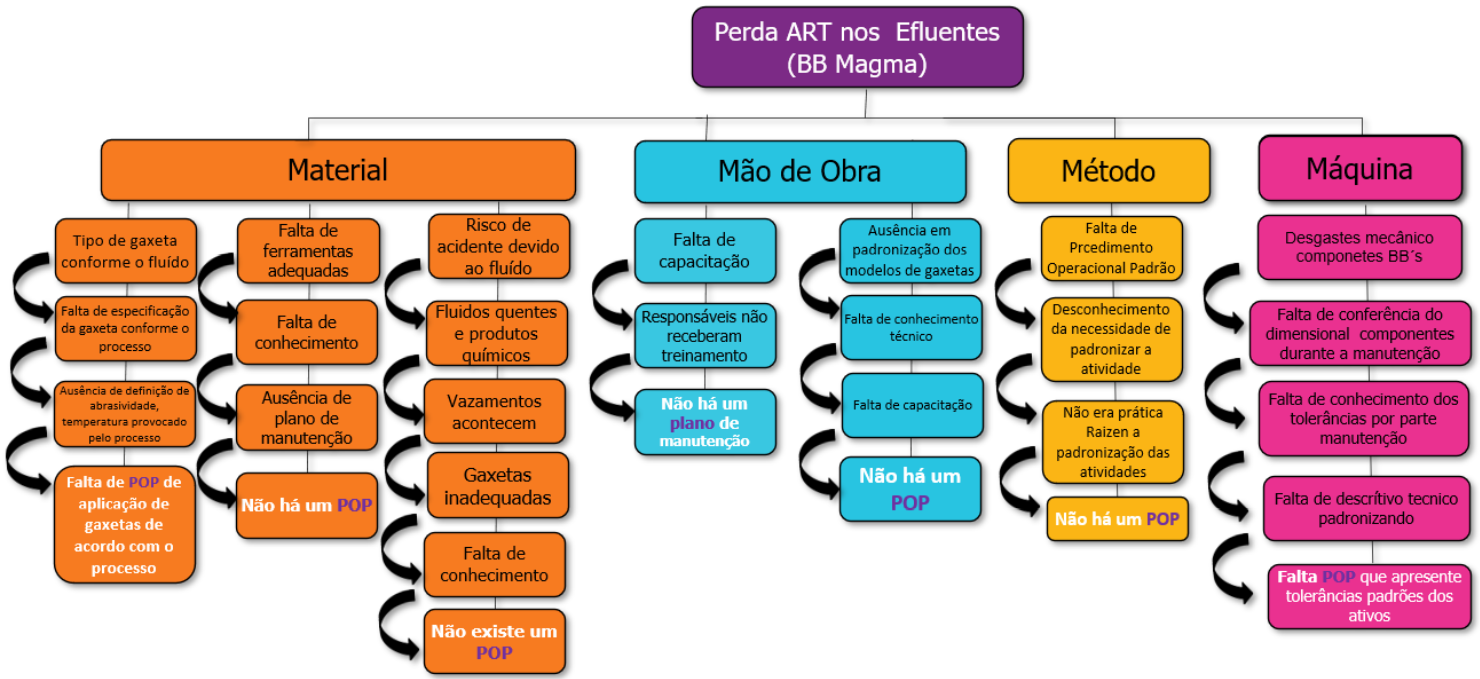 Perda ART nos Efluentes
(BB Magma)
Material
Tipo de gaxeta
conforme o fluído
Falta de especificação
da gaxeta conforme o
processo
Ausência de definição de
abrasividade,
temperatura provocado
pelo processo
Falta de POP de
aplicação de
gaxetas de
acordo com o
processo
Falta de
ferramentas
adequadas
Falta de
conhecimento
Ausência de
plano de
manutenção
Não há um POP
Risco de
acidente devido
ao fluído
Fluidos quentes
e produtos
químicos
Vazamentos
acontecem
Gaxetas
inadequadas
Falta de
conhecimento
Não existe um
POP
Mão de Obra
Falta de
capacitação
Responsáveis não
receberam
treinamento
Não há um
plano de
manutenção
Ausência em
padronização dos
modelos de gaxetas
Falta de conhecimento
técnico
Falta de capacitação
Não há um
POP
Método
Falta de
Prcedimento
Operacional Padrão
Desconhecimento
da necessidade de
padronizar a
atividade
Não era prática
Raizen a
padronização das
atividades
Não há um POP
Máquina
Desgastes mecânico
componetes BB´s
Falta de conferência do
dimensional componentes
durante a manutenção
Falta de conhecimento dos
tolerâncias por parte
manutenção
Falta de descrítivo tecnico
padronizando
Falta POP que apresente
tolerâncias padrões dos
ativos